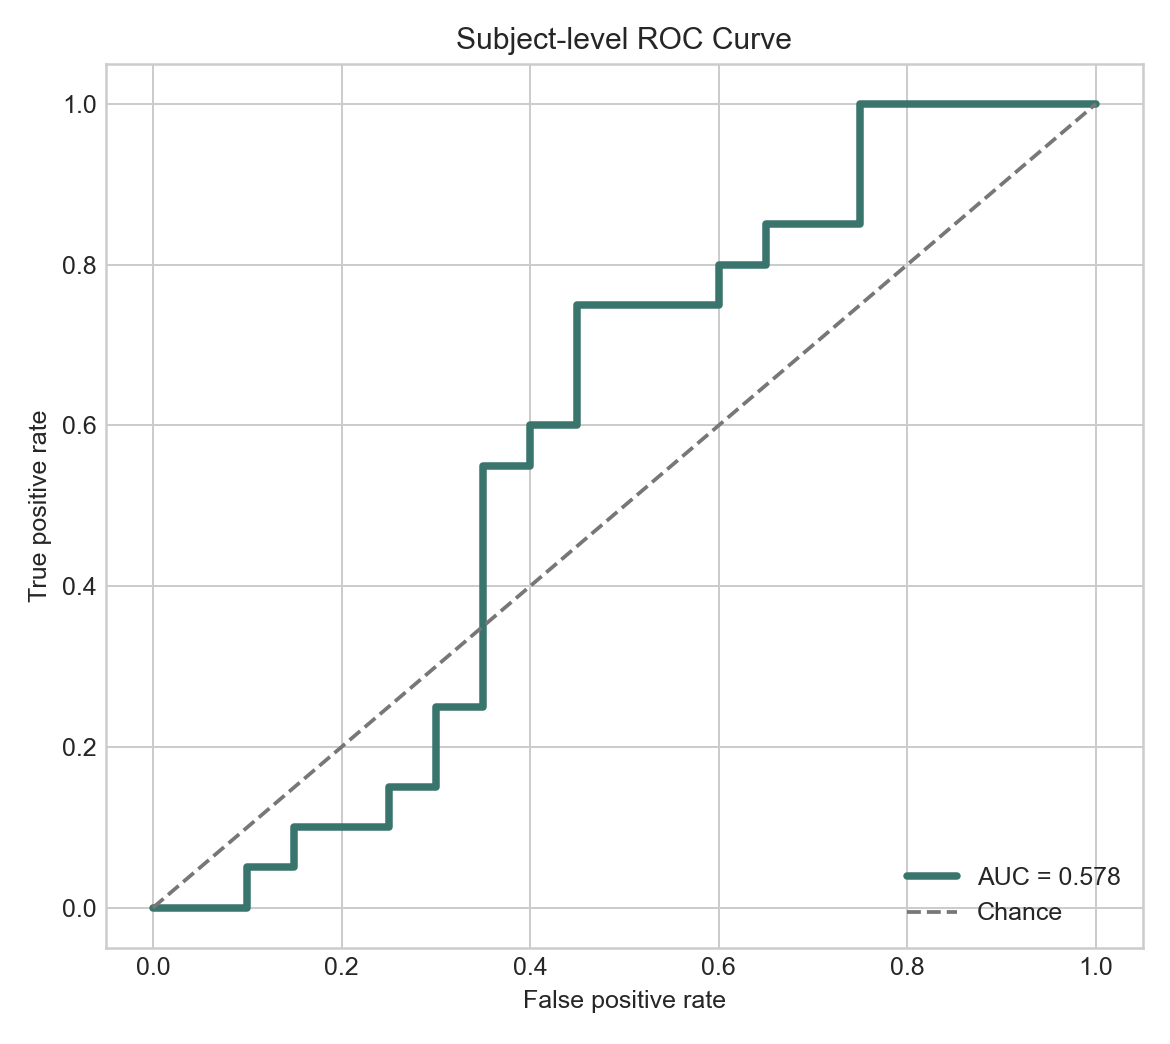 Subject-level ROC Curve
True positive rate
1.0
0.8
0.6
0.4
0.2
0.0
AUC = 0.578
Chance
0.0 0.2 0.4 0.6 0.8 1.0
False positive rate